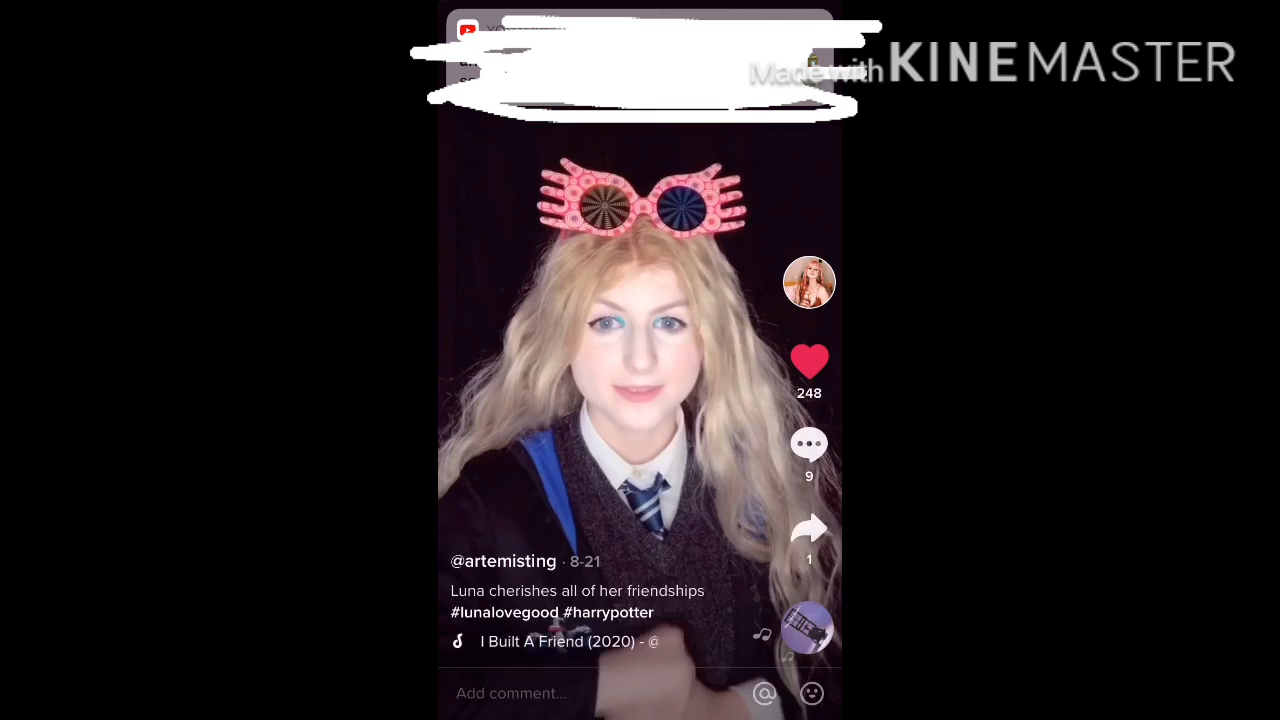 Made with KINEMASTER
248
9
1
@artemisting · 8-21
Luna cherishes all of her friendships
#lunalovegood #harrypotter
I Built A Friend (2020) - @
Add comment...